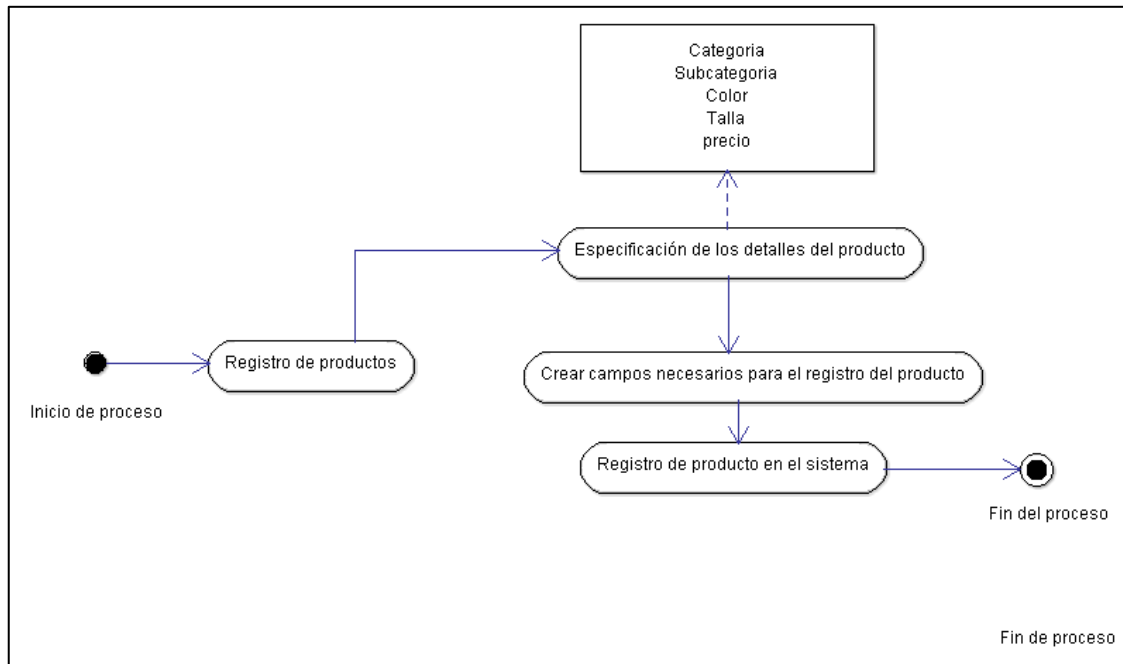 Categoria
Subcategoria
Color
Talla
precio
Especificación de los detalles del producto
Registro de productos
Inicio de proceso
Crear campos necesarios para el registro del producto
Registro de producto en el sistema
Fin del proceso
Fin de proceso